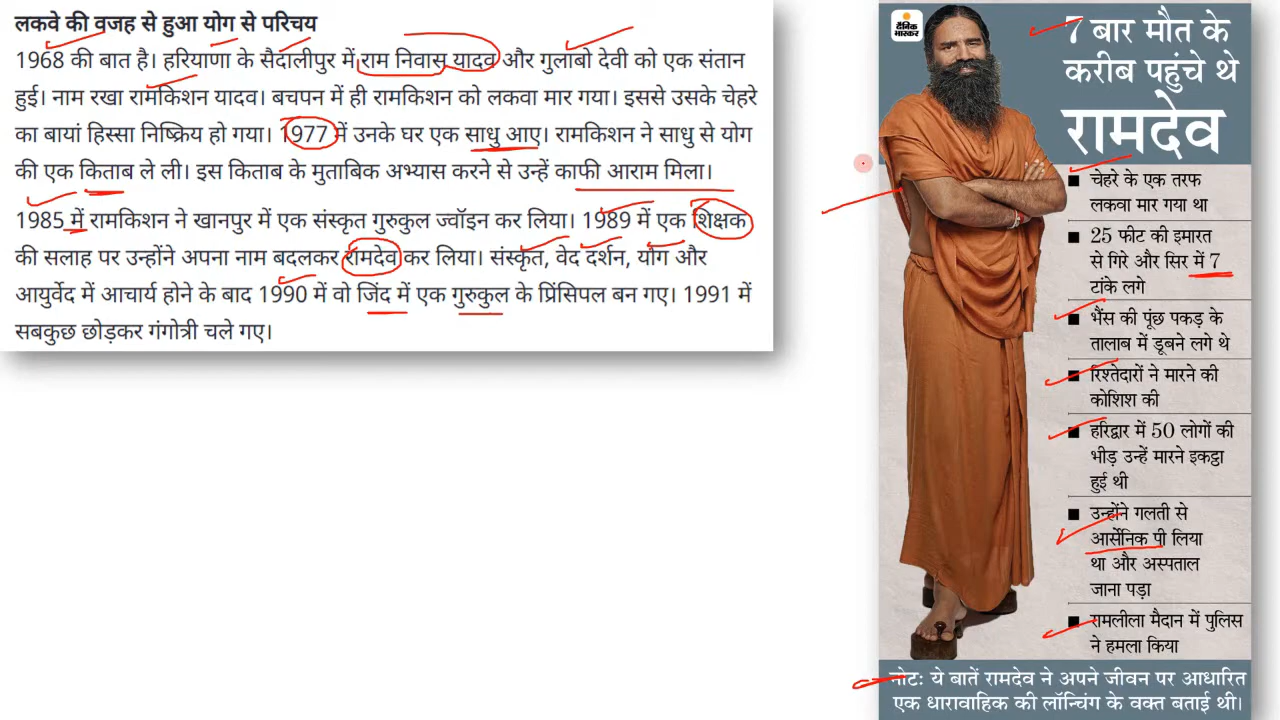 लकवे की वजह से हुआ योग से परिचय
1968 की बात है। हरियाणा के सैदालीपुर में राम निवास यादव और गुलाबो देवी को एक संतान
हुई। नाम रखा रामकिशन यादव। बचपन में ही रामकिशन को लकवा मार गया। इससे उसके चेहरे
का बायां हिस्सा निष्क्रिय हो गया। 1977 में उनके घर एक साधु आए। रामकिशन ने साधु से योग
की एक किताब ले ली। इस किताब के मुताबिक अभ्यास करने से उन्हें काफी आराम मिला।
1985 में रामकिशन ने खानपुर में एक संस्कृत गुरुकुल ज्वॉइन कर लिया। 1989 में एक शिक्षक
की सलाह पर उन्होंने अपना नाम बदलकर रामदेव कर लिया। संस्कृत, वेद दर्शन, योग और
आयुर्वेद में आचार्य होने के बाद 1990 में वो जिंद में एक गुरुकुल के प्रिंसिपल बन गए। 1991 में
सबकुछ छोड़कर गंगोत्री चले गए।
दैनिक
भास्कर
7 बार मौत के
करीब पहुंचे थे
रामदेव
■ चेहरे के एक तरफ
लकवा मार गया था
■ 25 फीट की इमारत
से गिरे और सिर में 7
टांके लगे
■ भैंस की पूंछ पकड़ के
तालाब में डूबने लगे थे
■ रिश्तेदारों ने मारने की
कोशिश की
■ हरिद्वार में 50 लोगों की
भीड़ उन्हें मारने इकट्ठा
हुई थी
■ उन्होंने गलती से
आर्सेनिक पी लिया
था और अस्पताल
जाना पड़ा
■ रामलीला मैदान में पुलिस
ने हमला किया
नोट: ये बातें रामदेव ने अपने जीवन पर आधारित
एक धारावाहिक की लॉन्चिंग के वक्त बताई थी।